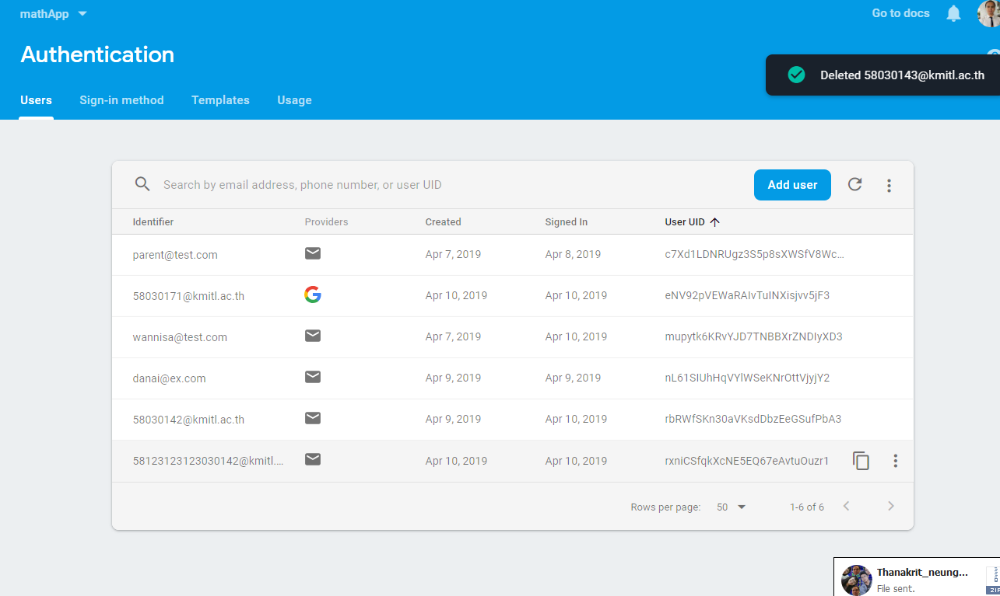 mathApp
Go to docs
Authentication
Deleted 58030143@kmitl.ac.th
Users Sign-in method Templates Usage
Search by email address, phone number, or user UID
Add user
Identifier Providers Created Signed In User UID
parent@test.com Apr 7, 2019 Apr 8, 2019 c7Xd1LDNRUgz3S5p8sXWSfV8Wc...
58030171@kmitl.ac.th Apr 10, 2019 Apr 10, 2019 eNV92pVEWaRAIvTuINXisjvv5jF3
wannisa@test.com Apr 7, 2019 Apr 10, 2019 mupytk6KRvYJD7TNBBXrZNDIyXD3
danai@ex.com Apr 9, 2019 Apr 9, 2019 nL61SIUhHqVYlWSeKNrOttVjyjY2
58030142@kmitl.ac.th Apr 9, 2019 Apr 10, 2019 rbRWfSKn30aVKsdDbzEeGSufPbA3
58123123123030142@kmitl.... Apr 10, 2019 Apr 10, 2019 rxniCSfqkXcNE5EQ67eAvtuOuzr1
Rows per page: 50 1-6 of 6
Thanakrit_neung...
File sent.
ZIP